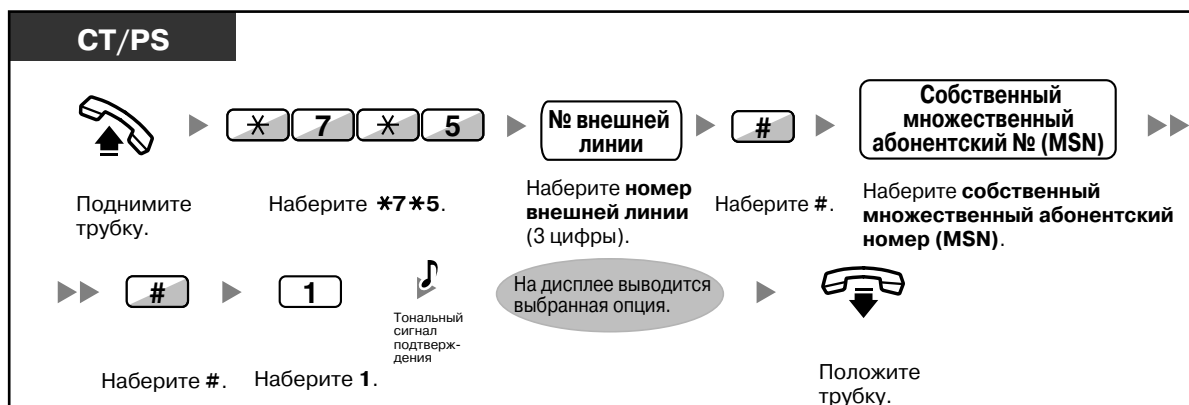 CT/PS
✳ 7 ✳ 5
№ внешней
линии
#
Собственный
множественный
абонентский № (MSN)
Поднимите
трубку.
Наберите ✳7✳5.
Наберите номер
внешней линии
(3 цифры).
Наберите #.
Наберите собственный
множественный абонентский
номер (MSN).
#
1
Тональный
сигнал
подтверж-
дения
На дисплее выводится
выбранная опция.
Наберите #.
Наберите 1.
Положите
трубку.